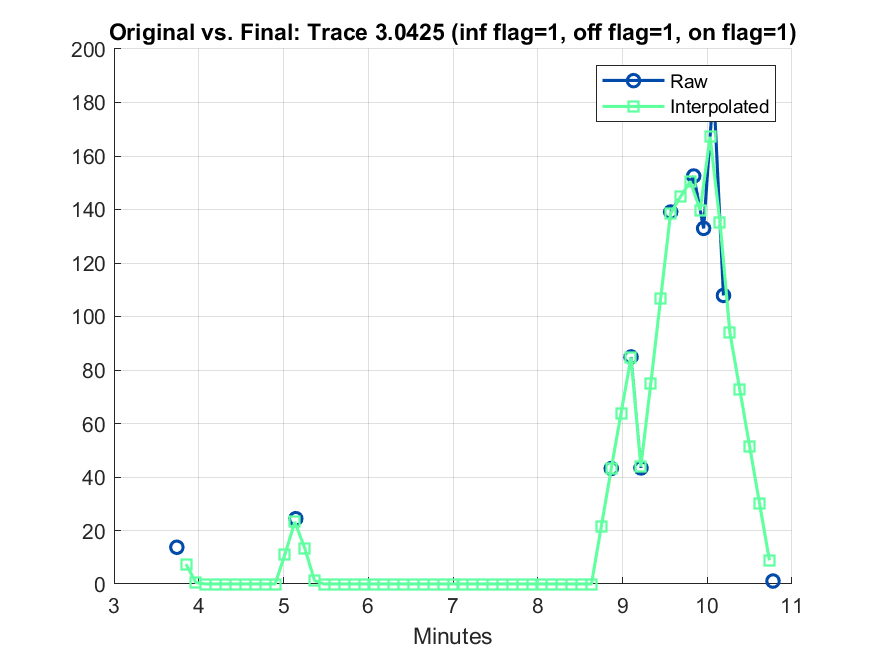 Original vs. Final: Trace 3.0425 (inf flag=1, off flag=1, on flag=1)
200
180
160
140
120
100
80
60
40
20
0
Raw
Interpolated
3 4 5 6 7 8 9 10 11
Minutes